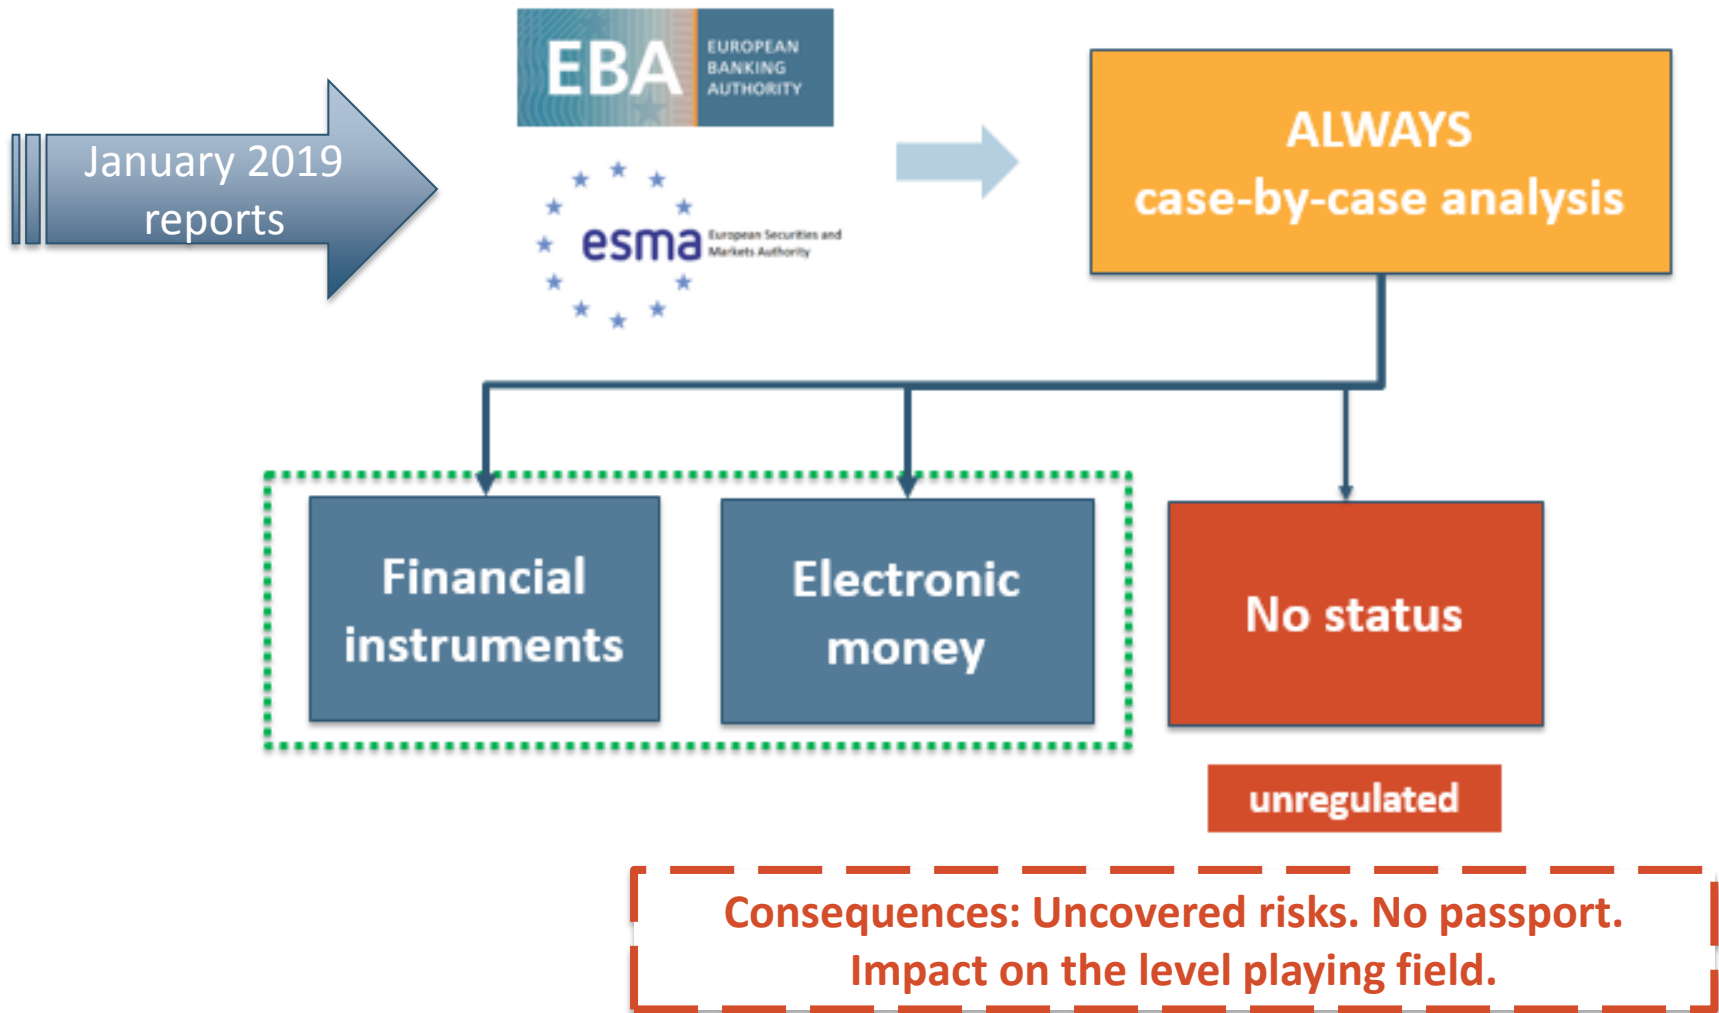 January 2019
reports
EBA
EUROPEAN
BANKING
AUTHORITY
esma
European Securities and
Markets Authority
ALWAYS
case-by-case analysis
Financial
instruments
Electronic
money
No status
unregulated
Consequences: Uncovered risks. No passport.
Impact on the level playing field.